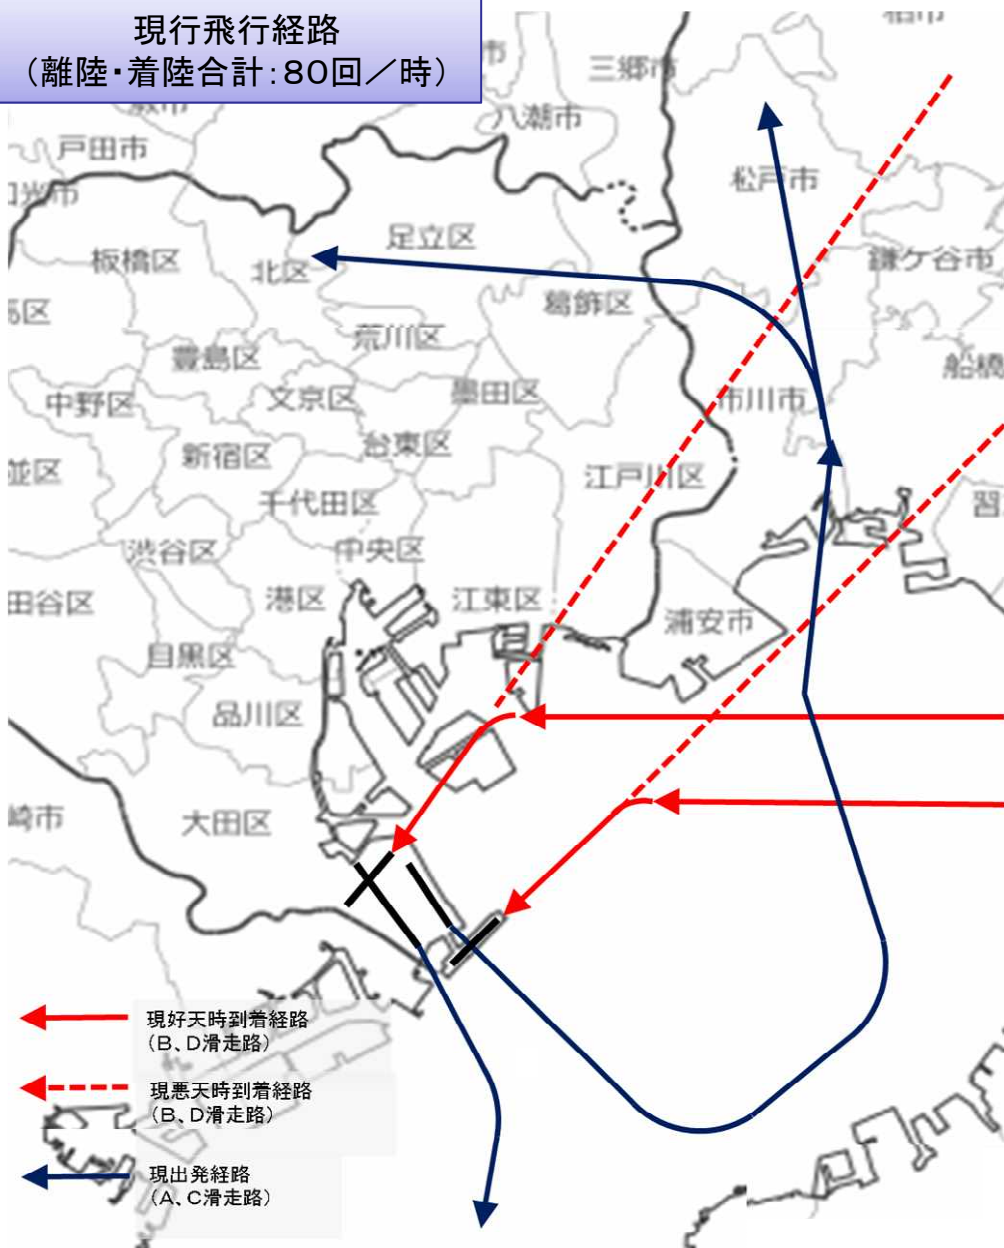 現行飛行経路
（離陸・着陸合計：80回／時）
三郷市
八潮市
戸田市
松戸市
足立区
板橋区
北区
鎌ケ谷市
葛飾区
荒川区
豊島区
船橋
墨田区
中野区
文京区
市川市
台東区
新宿区
江戸川区
並区
千代田区
習
渋谷区
中央区
田谷区
港区
江東区
浦安市
目黒区
品川区
崎市
大田区
現好天時到着経路
（B、D滑走路）
現悪天時到着経路
（B、D滑走路）
現出発経路
（A、C滑走路）